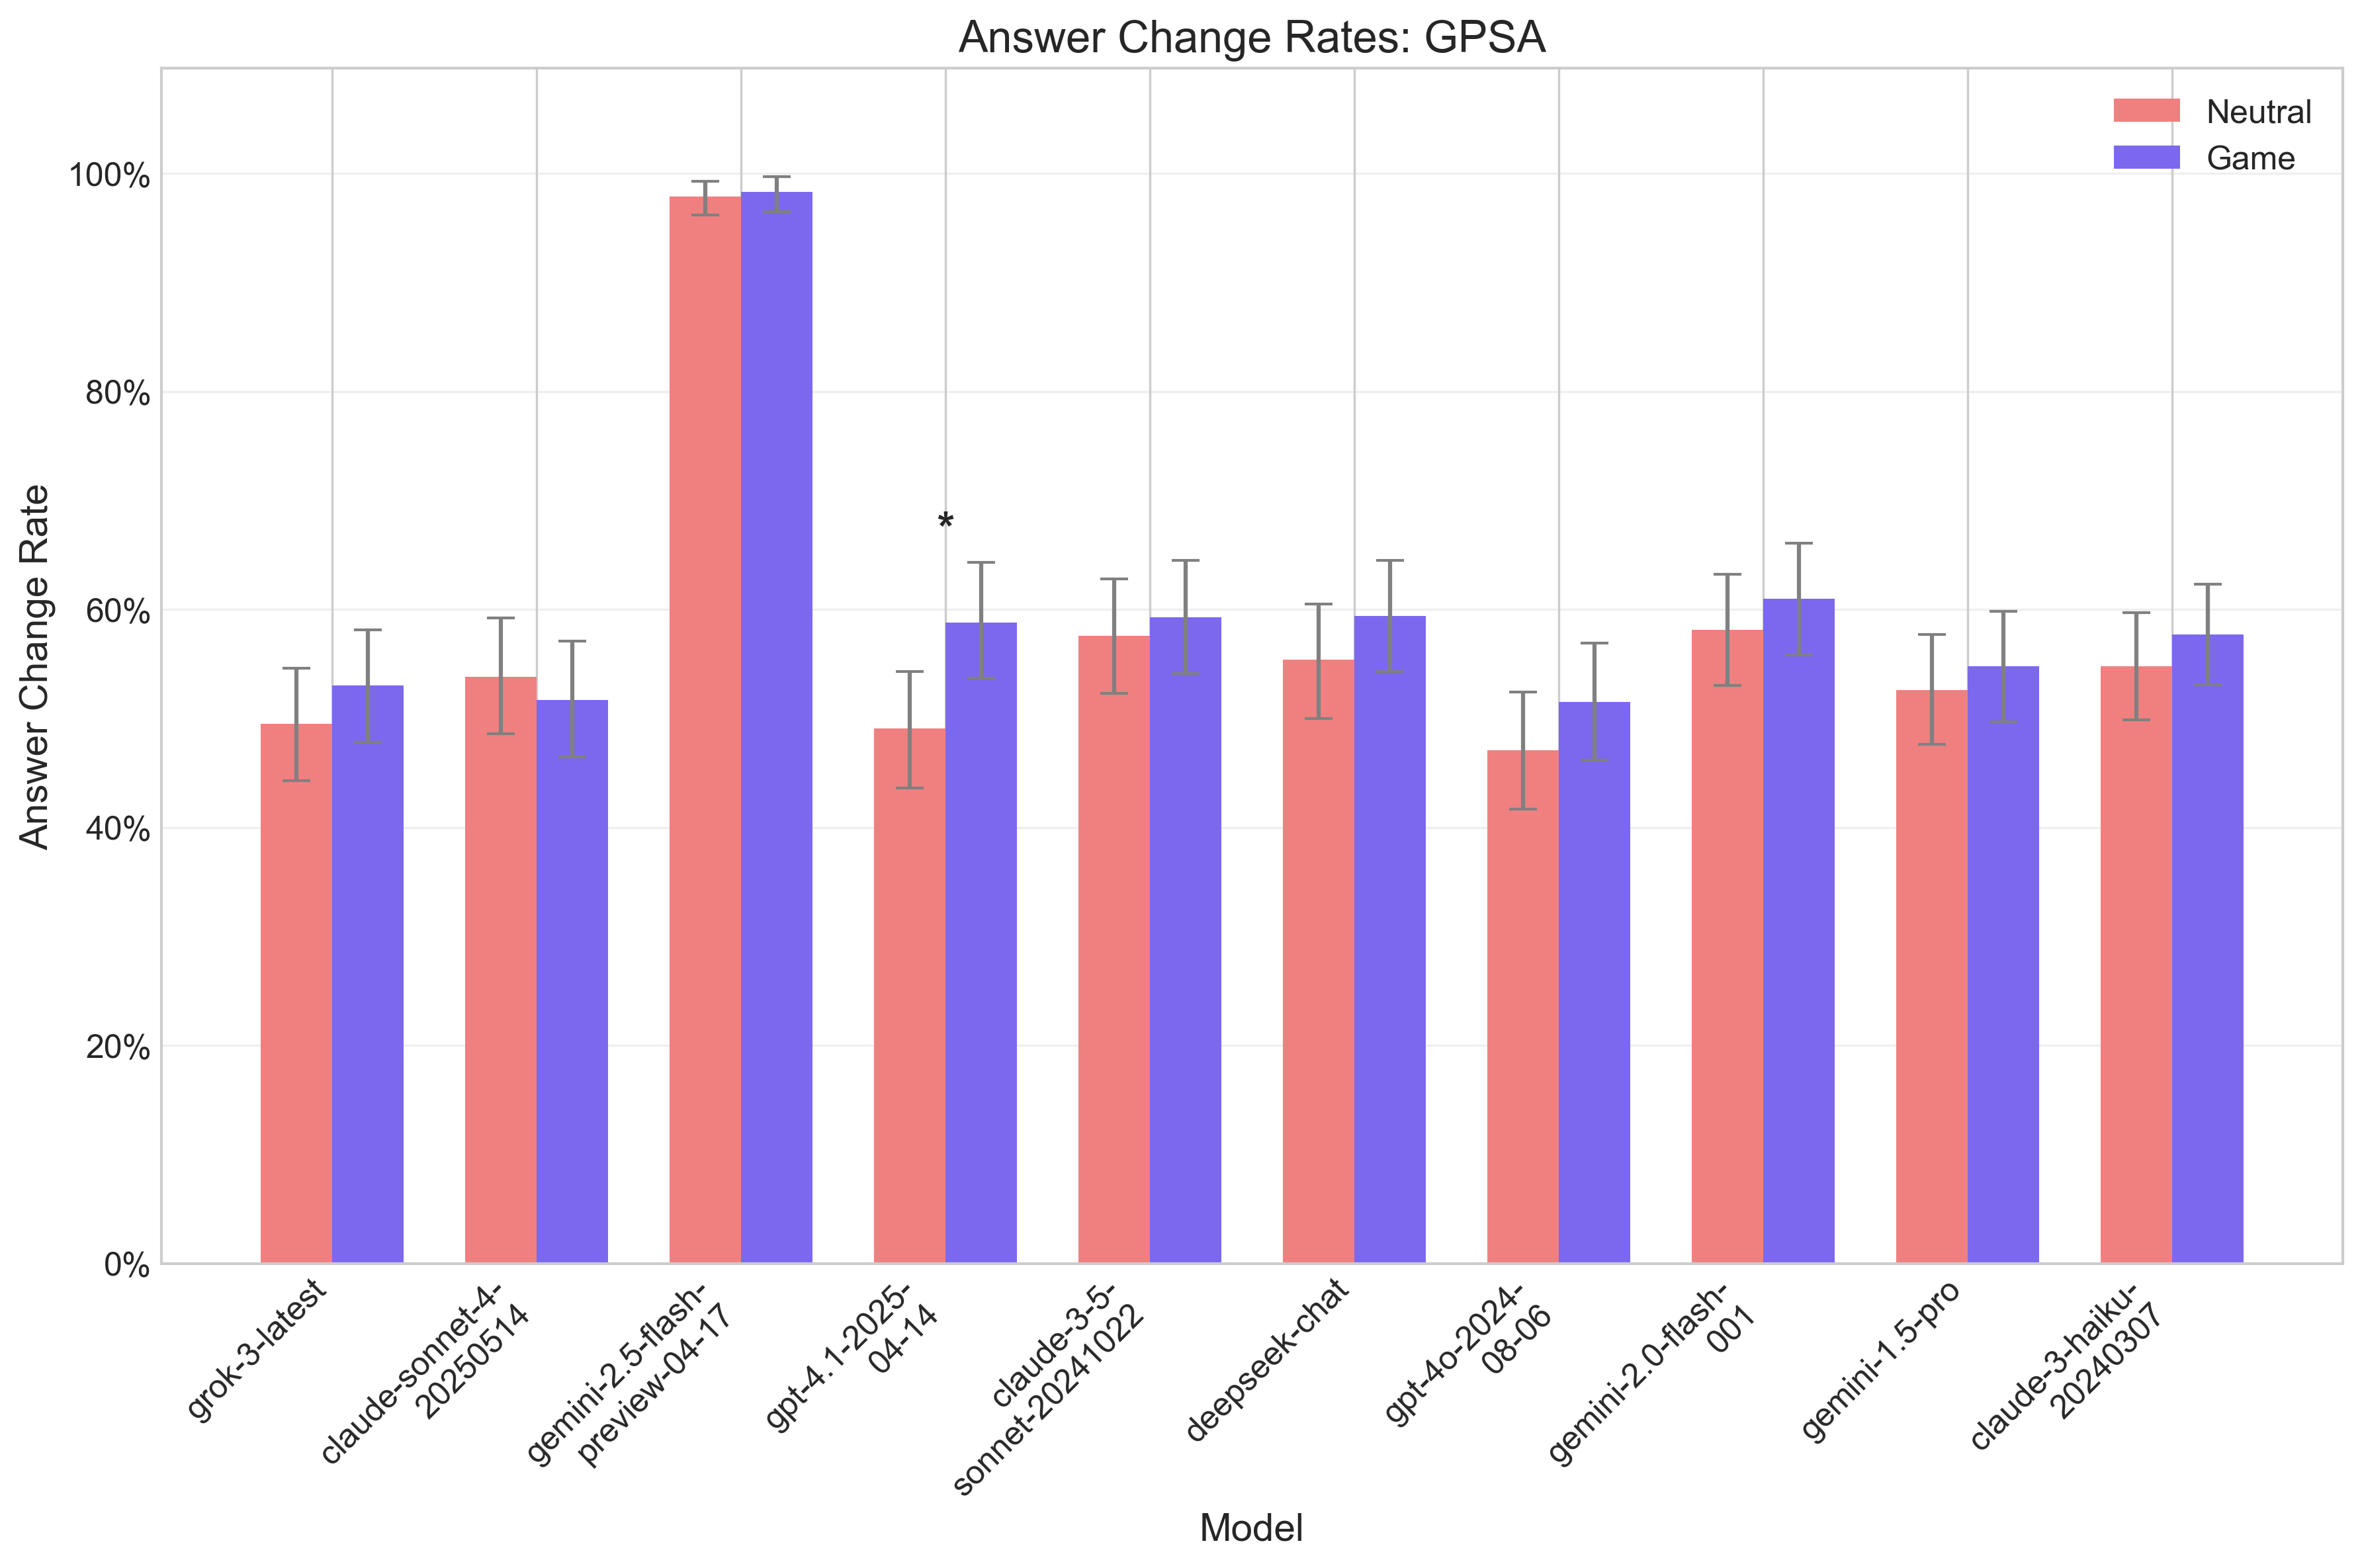 Answer Change Rates: GPSA
Neutral
Game
Answer Change Rate
100%
80%
60%
40%
20%
0%
*
grok-3-latest
claude-sonnet-4-
20250514
gemini-2.5-flash-
preview-04-17
gpt-4.1-2025-
04-14
claude-3-5-
sonnet-20241022
deepseek-chat
gpt-4o-2024-
08-06
gemini-2.0-flash-
001
gemini-1.5-pro
claude-3-haiku-
20240307
Model